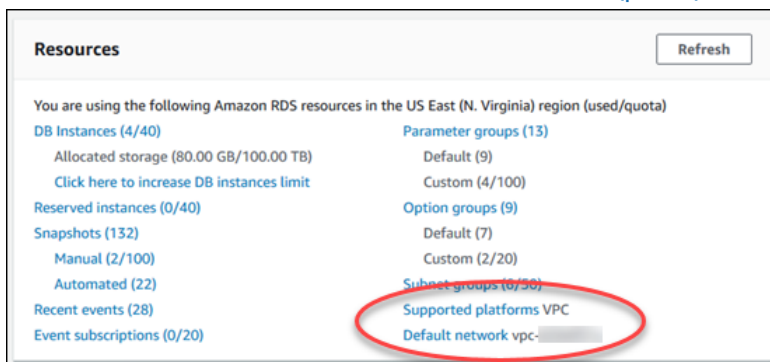 Resources
Refresh
You are using the following Amazon RDS resources in the US East (N. Virginia) region (used/quota)
DB Instances (4/40)
Allocated storage (80.00 GB/100.00 TB)
Click here to increase DB instances limit
Reserved instances (0/40)
Snapshots (132)
Manual (2/100)
Automated (22)
Recent events (28)
Event subscriptions (0/20)
Parameter groups (13)
Default (9)
Custom (4/100)
Option groups (9)
Default (7)
Custom (2/20)
Subnet groups (6/50)
Supported platforms VPC
Default network vpc-